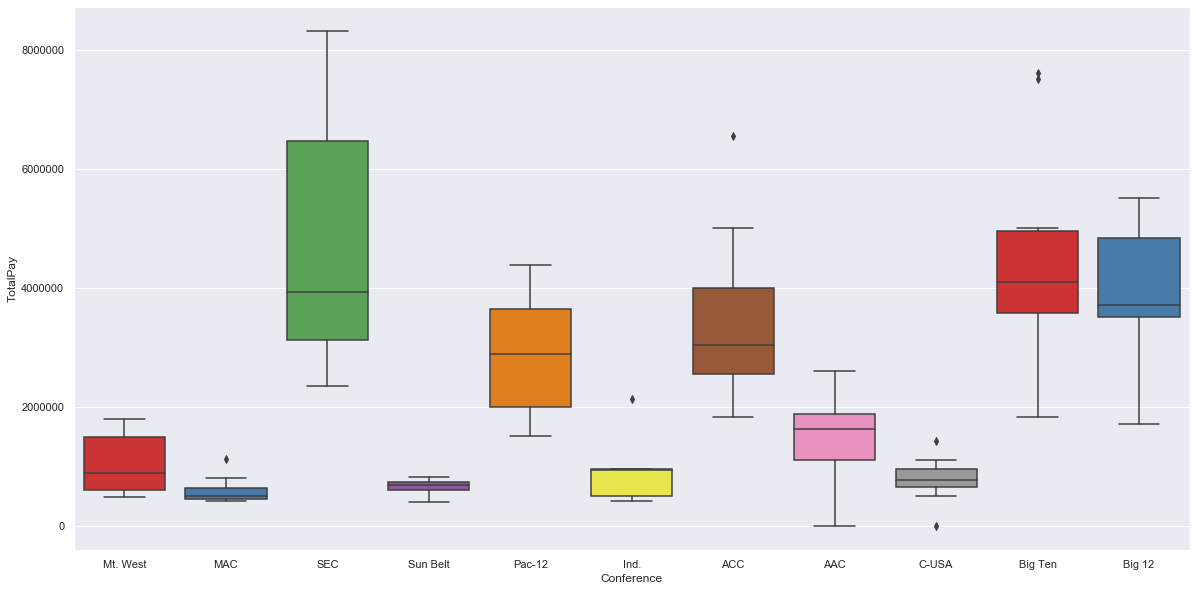 TotalPay
8000000
6000000
4000000
2000000
0
Mt. West MAC SEC Sun Belt Pac-12 Ind. ACC AAC C-USA Big Ten Big 12
Conference